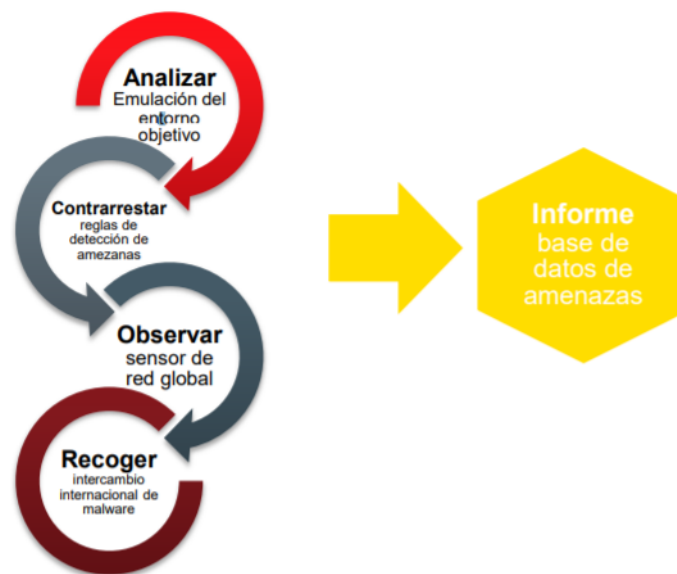 Analizar
Emulación del
entorno
objetivo
Contrarrestar
reglas de
detección de
amezanas
Observar
sensor de
red global
Recoger
intercambio
internacional de
malware
Informe
base de
datos de
amenazas